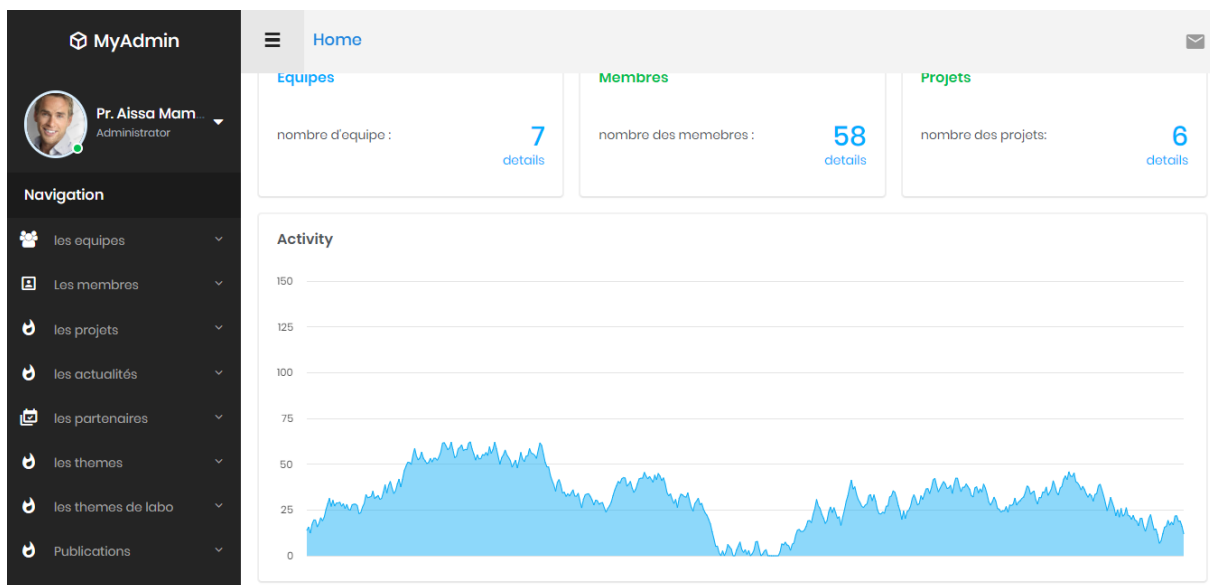 MyAdmin
Home
Pr. Aissa Mam...
Administrator
Navigation
les equipes
Les membres
les projets
les actualités
les partenaires
les themes
les themes de labo
Publications
Equipes
nombre d'equipe :
7
details
Membres
nombre des memebres :
58
details
Projets
nombre des projets:
6
details
Activity
150
125
100
75
50
25
0